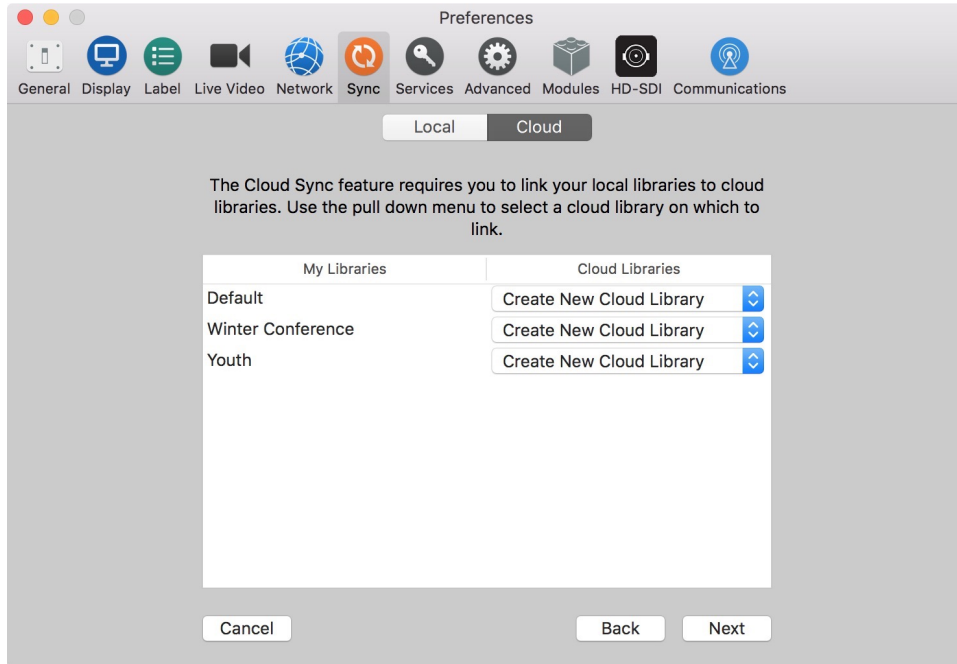 Preferences
General Display Label Live Video Network Sync Services Advanced Modules HD-SDI Communications
Local Cloud
The Cloud Sync feature requires you to link your local libraries to cloud
libraries. Use the pull down menu to select a cloud library on which to
link.
My Libraries Cloud Libraries
Default Create New Cloud Library
Winter Conference Create New Cloud Library
Youth Create New Cloud Library
Cancel Back Next